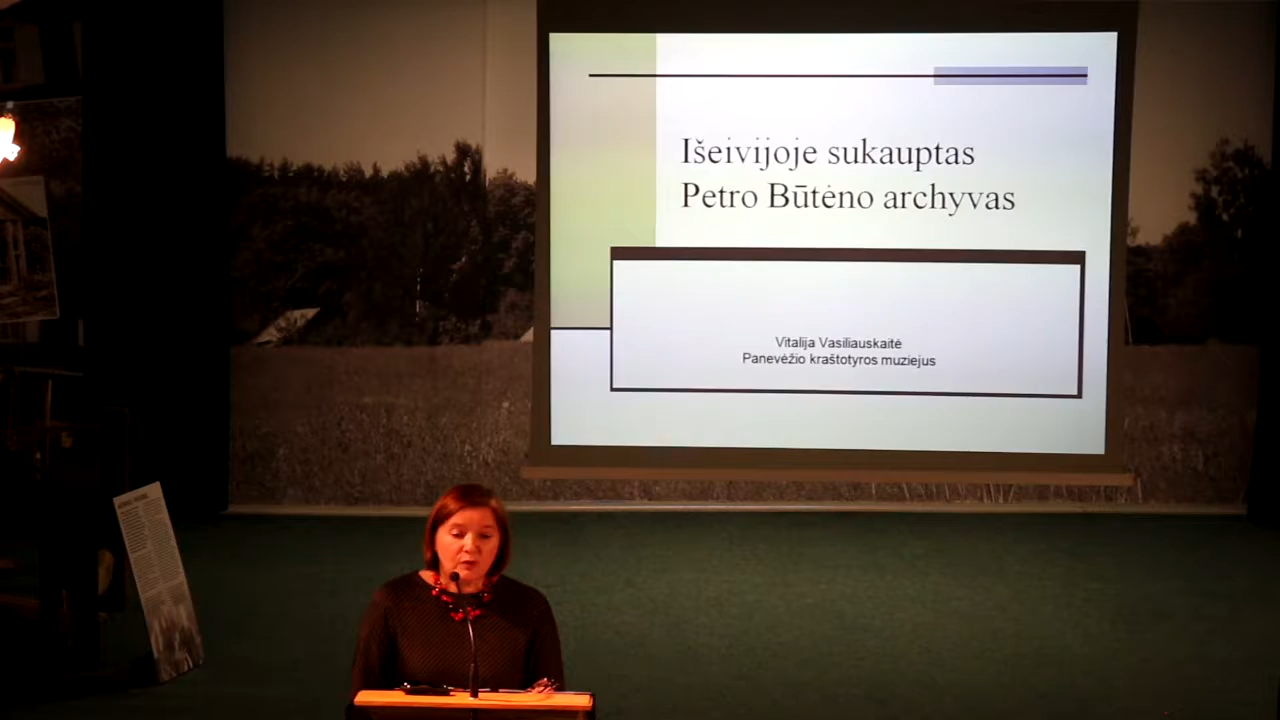 Išeivijoje sukauptas
Petro Būtėno archyvas
Vitalija Vasiliauskaitė
Panevėžio kraštotyros muziejus